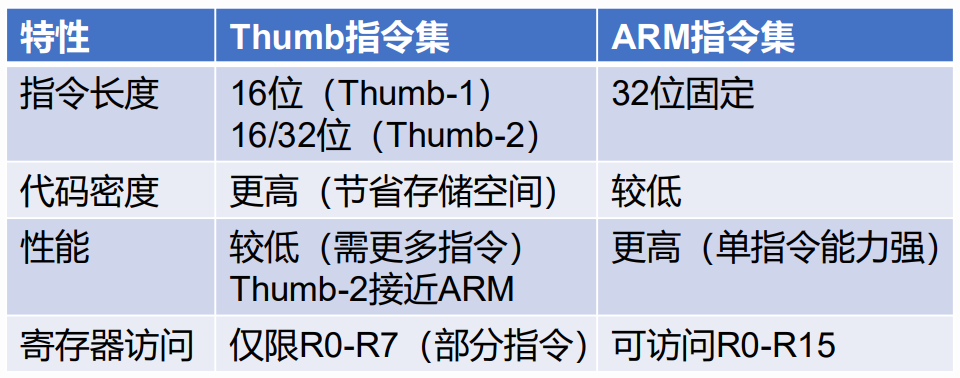 特性 Thumb指令集 ARM指令集
指令长度 16位（Thumb-1） 32位固定
16/32位（Thumb-2）
代码密度 更高（节省存储空间） 较低
性能 较低（需更多指令） 更高（单指令能力强）
Thumb-2接近ARM
寄存器访问 仅限R0-R7（部分指令） 可访问R0-R15